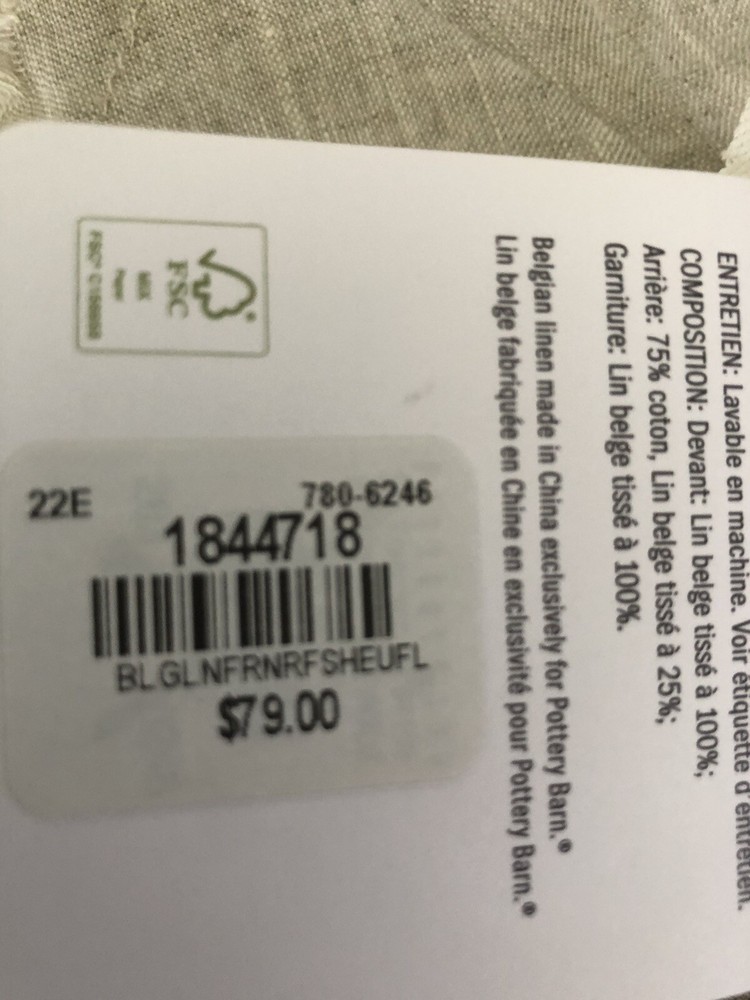 ENTRETIEN: Lavable en machine. Voir étiquette d'entretien.
COMPOSITION: Devant: Lin belge tissé à 100%;
Arrière: 75% coton, Lin belge tissé à 25%;
Garniture: Lin belge tissé à 100%.
Belgian linen made in China exclusively for Pottery Barn.®
Lin belge fabriquée en Chine en exclusivité pour Pottery Barn.®
FSC
MIX
Paper
22E 780-6246
1844718
BLGLNFRNRFSHEUFL
$79.00